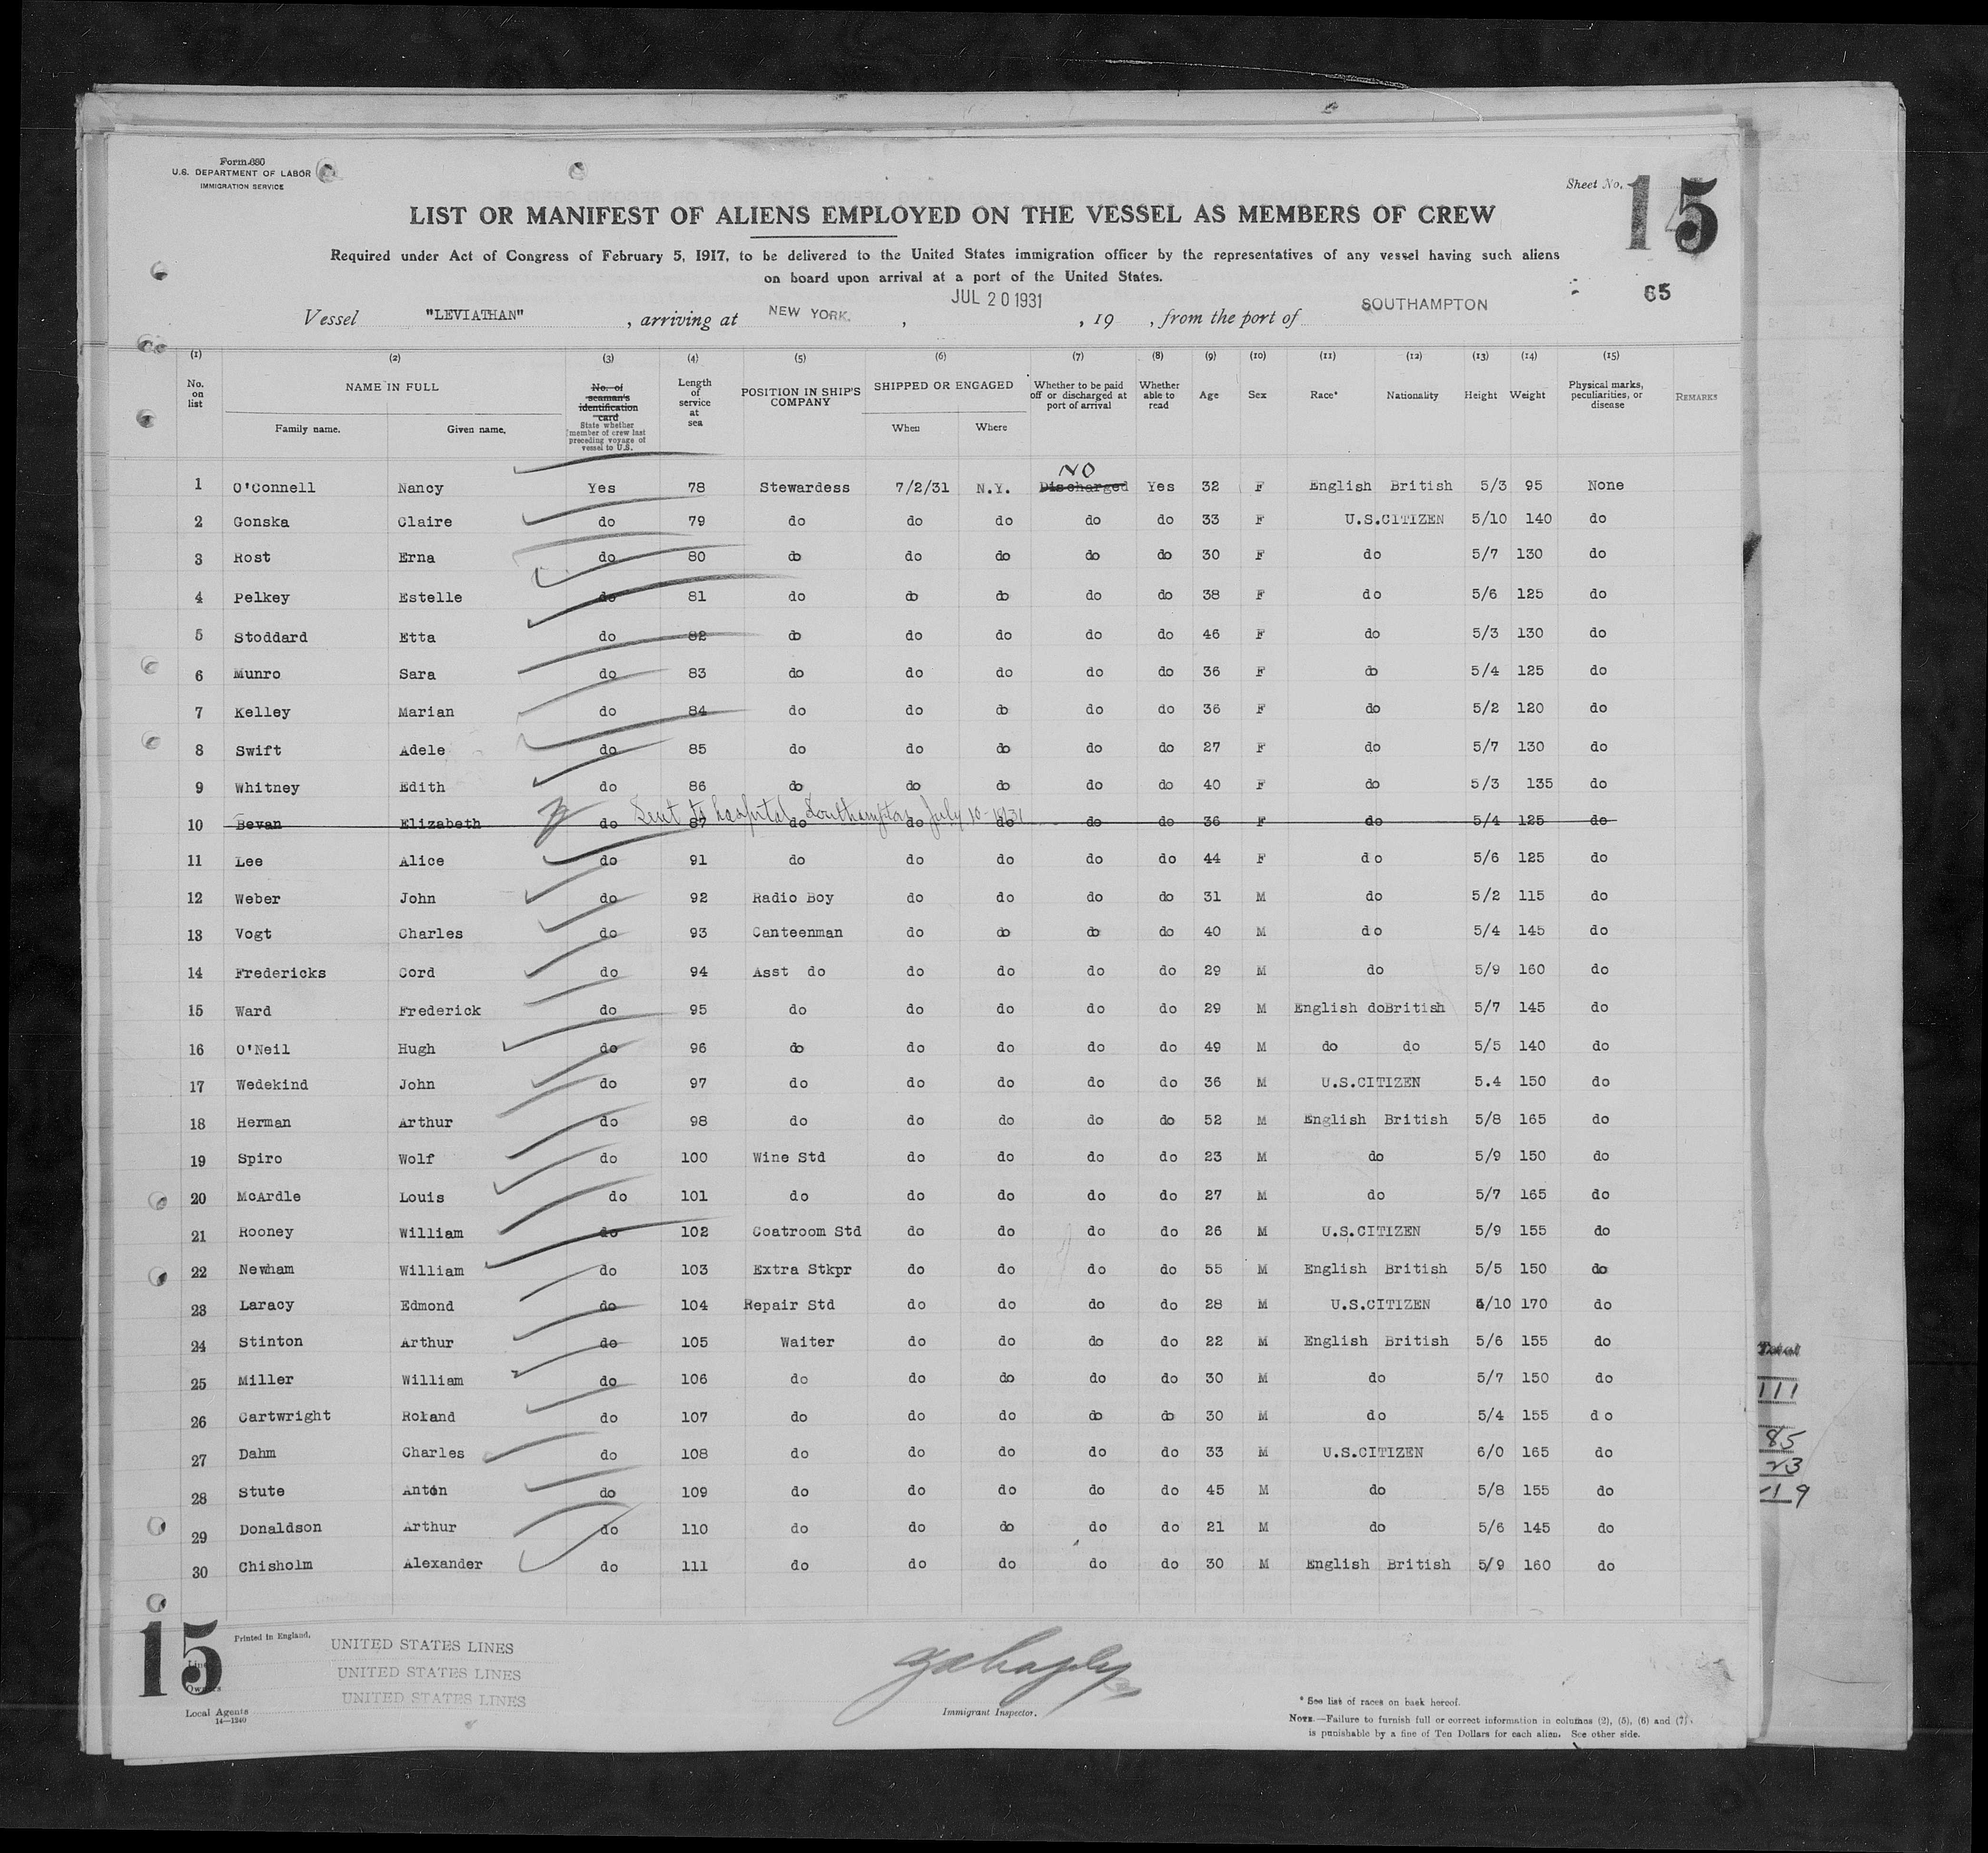 Form 680
U.S. DEPARTMENT OF LABOR
IMMIGRATION SERVICE
Sheet No. 15
LIST OR MANIFEST OF ALIENS EMPLOYED ON THE VESSEL AS MEMBERS OF CREW
Required under Act of Congress of February 5, 1917, to be delivered to the United States immigration officer by the representatives of any vessel having such aliens
on board upon arrival at a port of the United States.
65
Vessel "LEVIATHAN", arriving at NEW YORK, JUL 20 1931, 19 , from the port of SOUTHAMPTON
(1) (2) (3) (4) (5) (6) (7) (8) (9) (10) (11) (12) (13) (14) (15)
No. on list NAME IN FULL Family name. Given name. No. of seaman's identification card State whether member of crew last preceding voyage of vessel to U.S. Length of service at sea POSITION IN SHIP'S COMPANY SHIPPED OR ENGAGED When Where Whether to be paid off or discharged at port of arrival Whether able to read Age Sex Race* Nationality Height Weight Physical marks, peculiarities, or disease REMARKS
NO
1 O'Connell Nancy Yes 78 Stewardess 7/2/31 N.Y. Discharged Yes 32 F English British 5/3 95 None
2 Gonska Claire do 79 do do do do do 33 F U.S.CITIZEN 5/10 140 do
3 Rost Erna do 80 do do do do do 30 F do 5/7 130 do
4 Pelkey Estelle do 81 do do do do do 38 F do 5/6 125 do
5 Stoddard Etta do 82 do do do do do 46 F do 5/3 130 do
6 Munro Sara do 83 do do do do do 36 F do 5/4 125 do
7 Kelley Marian do 84 do do do do do 36 F do 5/2 120 do
8 Swift Adele do 85 do do do do do 27 F do 5/7 130 do
9 Whitney Edith do 86 do do do do do 40 F do 5/3 135 do
Sent to hospital, Southampton July 10-1931
10 Bevan Elizabeth do 87 do do do do do 36 F do 5/4 125 do
11 Lee Alice do 91 do do do do do 44 F do 5/6 125 do
12 Weber John do 92 Radio Boy do do do do 31 M do 5/2 115 do
13 Vogt Charles do 93 Canteenman do do do do 40 M do 5/4 145 do
14 Fredericks Cord do 94 Asst do do do do do 29 M do 5/9 160 do
15 Ward Frederick do 95 do do do do do 29 M English doBritish 5/7 145 do
16 O'Neil Hugh do 96 do do do do do 49 M do do 5/5 140 do
17 Wedekind John do 97 do do do do do 36 M U.S.CITIZEN 5.4 150 do
18 Herman Arthur do 98 do do do do do 52 M English British 5/8 165 do
19 Spiro Wolf do 100 Wine Std do do do do 23 M do 5/9 150 do
20 McArdle Louis do 101 do do do do do 27 M do 5/7 165 do
21 Rooney William do 102 Coatroom Std do do do do 26 M U.S.CITIZEN 5/9 155 do
22 Newham William do 103 Extra Stkpr do do do do 55 M English British 5/5 150 do
23 Laracy Edmond do 104 Repair Std do do do do 28 M U.S.CITIZEN 5/10 170 do
24 Stinton Arthur do 105 Waiter do do do do 22 M English British 5/6 155 do
25 Miller William do 106 do do do do do 30 M do 5/7 150 do
26 Cartwright Roland do 107 do do do do do 30 M do 5/4 155 do
27 Dahm Charles do 108 do do do do do 33 M U.S.CITIZEN 6/0 165 do
28 Stute Anton do 109 do do do do do 45 M do 5/8 155 do
29 Donaldson Arthur do 110 do do do do do 21 M do 5/6 145 do
30 Chisholm Alexander do 111 do do do do do 30 M English British 5/9 160 do
Total
111
85
23
19
15
Printed in England.
UNITED STATES LINES
UNITED STATES LINES
UNITED STATES LINES
Line
Owners
Local Agents
14—1240
Immigrant Inspector.
* See list of races on back hereof.
NOTE.—Failure to furnish full or correct information in columns (2), (5), (6) and (7),
is punishable by a fine of Ten Dollars for each alien. See other side.